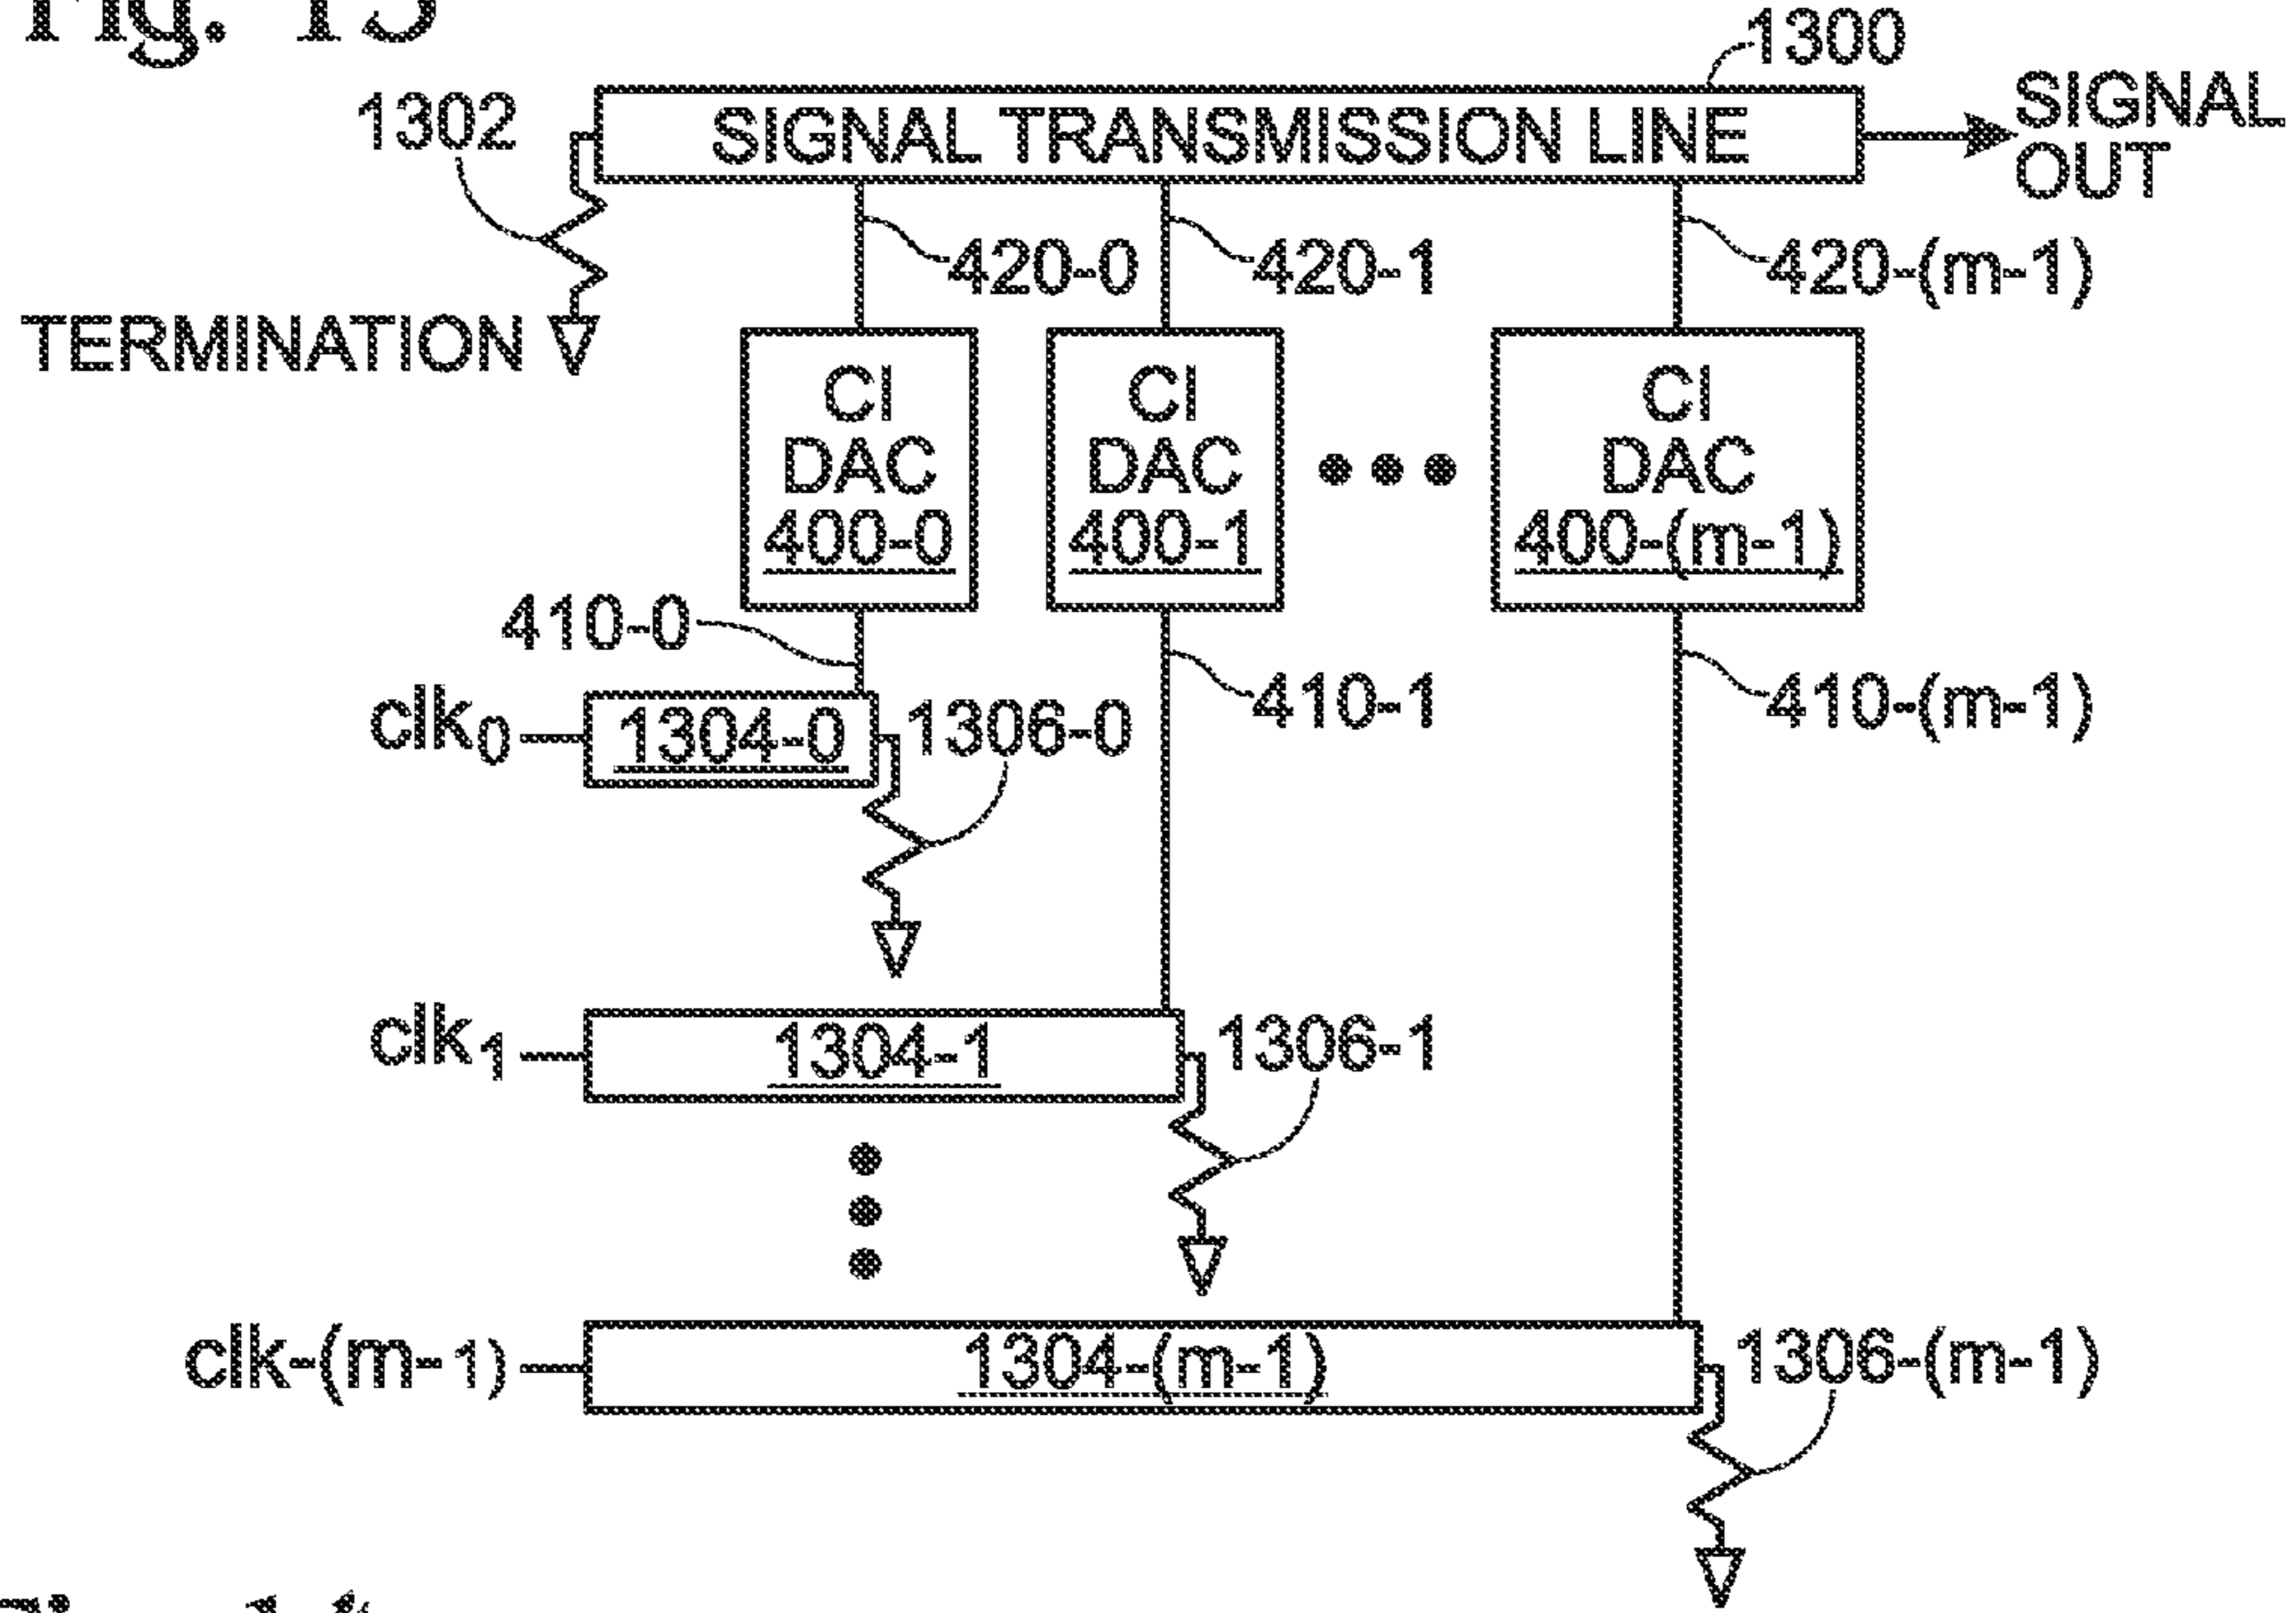 Fig. 13
1300
1302
SIGNAL TRANSMISSION LINE
SIGNAL
OUT
420-0
420-1
420-(m-1)
TERMINATION
CI
DAC
400-0
CI
DAC
400-1
CI
DAC
400-(m-1)
410-0
410-1
410-(m-1)
clk0
1304-0
1306-0
clk1
1304-1
1306-1
clk-(m-1)
1304-(m-1)
1306-(m-1)